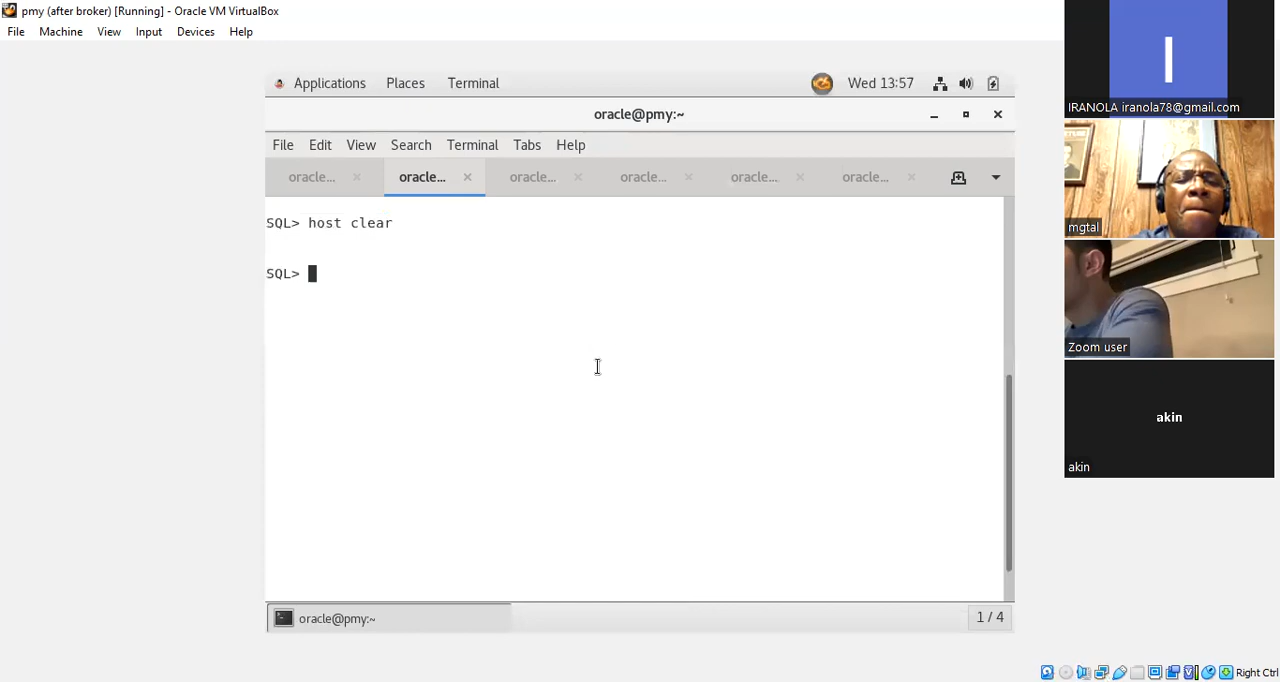 pmy (after broker) [Running] - Oracle VM VirtualBox
File Machine View Input Devices Help
Applications Places Terminal Wed 13:57
oracle@pmy:~
File Edit View Search Terminal Tabs Help
oracle... × oracle... × oracle... × oracle... × oracle... × oracle... ×
SQL> host clear
SQL>
oracle@pmy:~
1 / 4
I
IRANOLA iranola78@gmail.com
mgtal
Zoom user
akin
akin
Right Ctrl